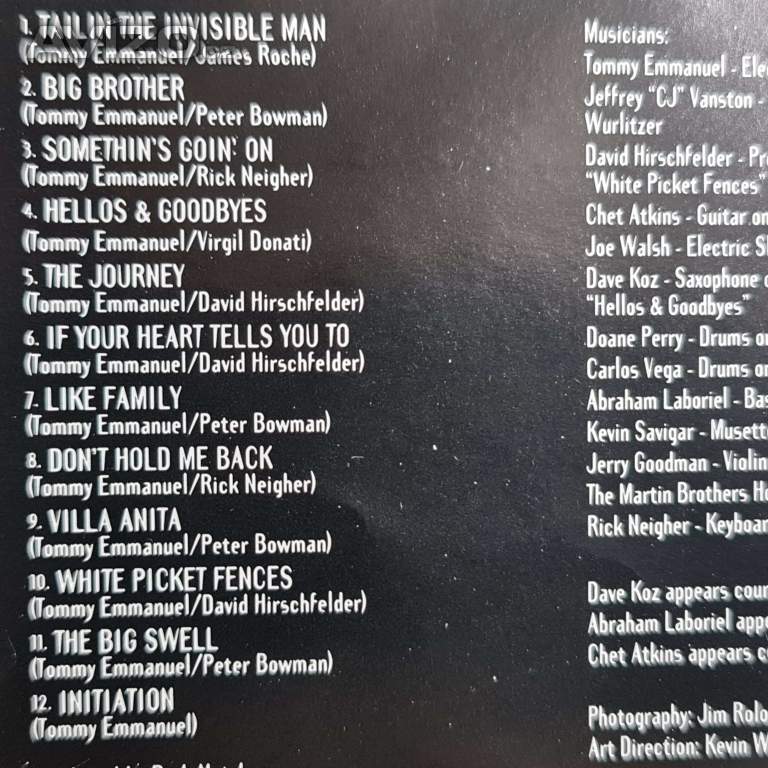 1. TAILIN' THE INVISIBLE MAN
(Tommy Emmanuel/James Roche)
2. BIG BROTHER
(Tommy Emmanuel/Peter Bowman)
3. SOMETHIN'S GOIN' ON
(Tommy Emmanuel/Rick Neigher)
4. HELLOS & GOODBYES
(Tommy Emmanuel/Virgil Donati)
5. THE JOURNEY
(Tommy Emmanuel/David Hirschfelder)
6. IF YOUR HEART TELLS YOU TO
(Tommy Emmanuel/David Hirschfelder)
7. LIKE FAMILY
(Tommy Emmanuel/Peter Bowman)
8. DON'T HOLD ME BACK
(Tommy Emmanuel/Rick Neigher)
9. VILLA ANITA
(Tommy Emmanuel/Peter Bowman)
10. WHITE PICKET FENCES
(Tommy Emmanuel/David Hirschfelder)
11. THE BIG SWELL
(Tommy Emmanuel/Peter Bowman)
12. INITIATION
(Tommy Emmanuel)
Musicians:
Tommy Emmanuel - Ele
Jeffrey "CJ" Vanston -
Wurlitzer
David Hirschfelder - Pr
"White Picket Fences"
Chet Atkins - Guitar on
Joe Walsh - Electric Sl
Dave Koz - Saxophone o
"Hellos & Goodbyes"
Doane Perry - Drums on
Carlos Vega - Drums on
Abraham Laboriel - Bas
Kevin Savigar - Musette
Jerry Goodman - Violin
The Martin Brothers Ho
Rick Neigher - Keyboar
Dave Koz appears cour
Abraham Laboriel appe
Chet Atkins appears co
Photography: Jim Rolo
Art Direction: Kevin W